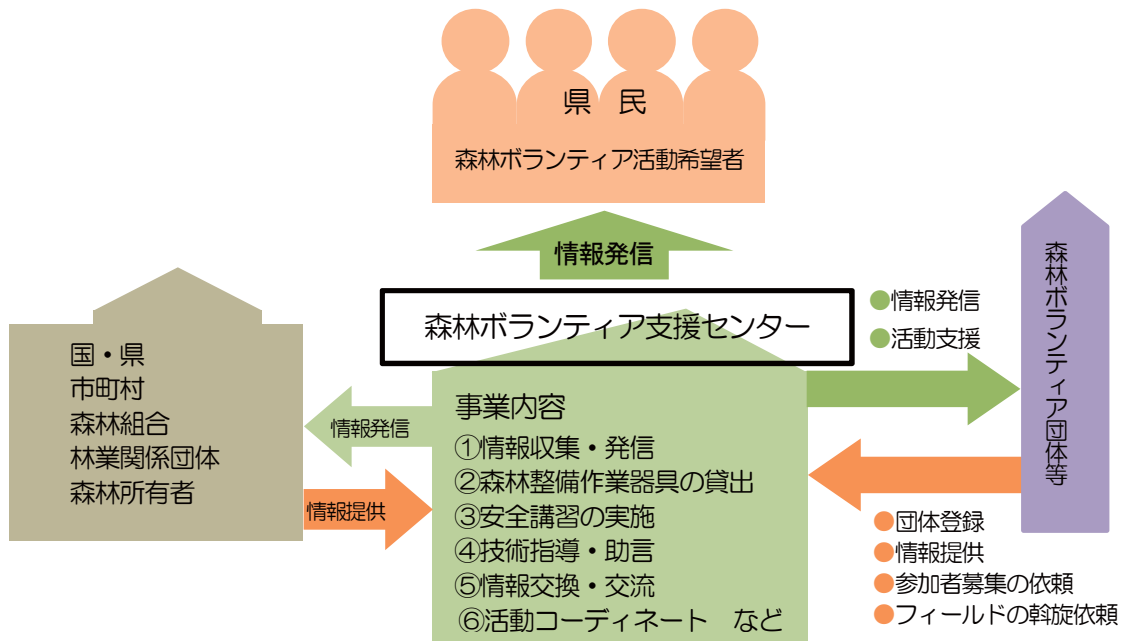 県　民
森林ボランティア活動希望者
情報発信
森林ボランティア支援センター
●情報発信
●活動支援
森林ボランティア団体等
国・県
市町村
森林組合
林業関係団体
森林所有者
情報発信
情報提供
事業内容
①情報収集・発信
②森林整備作業器具の貸出
③安全講習の実施
④技術指導・助言
⑤情報交換・交流
⑥活動コーディネート　など
●団体登録
●情報提供
●参加者募集の依頼
●フィールドの斡旋依頼